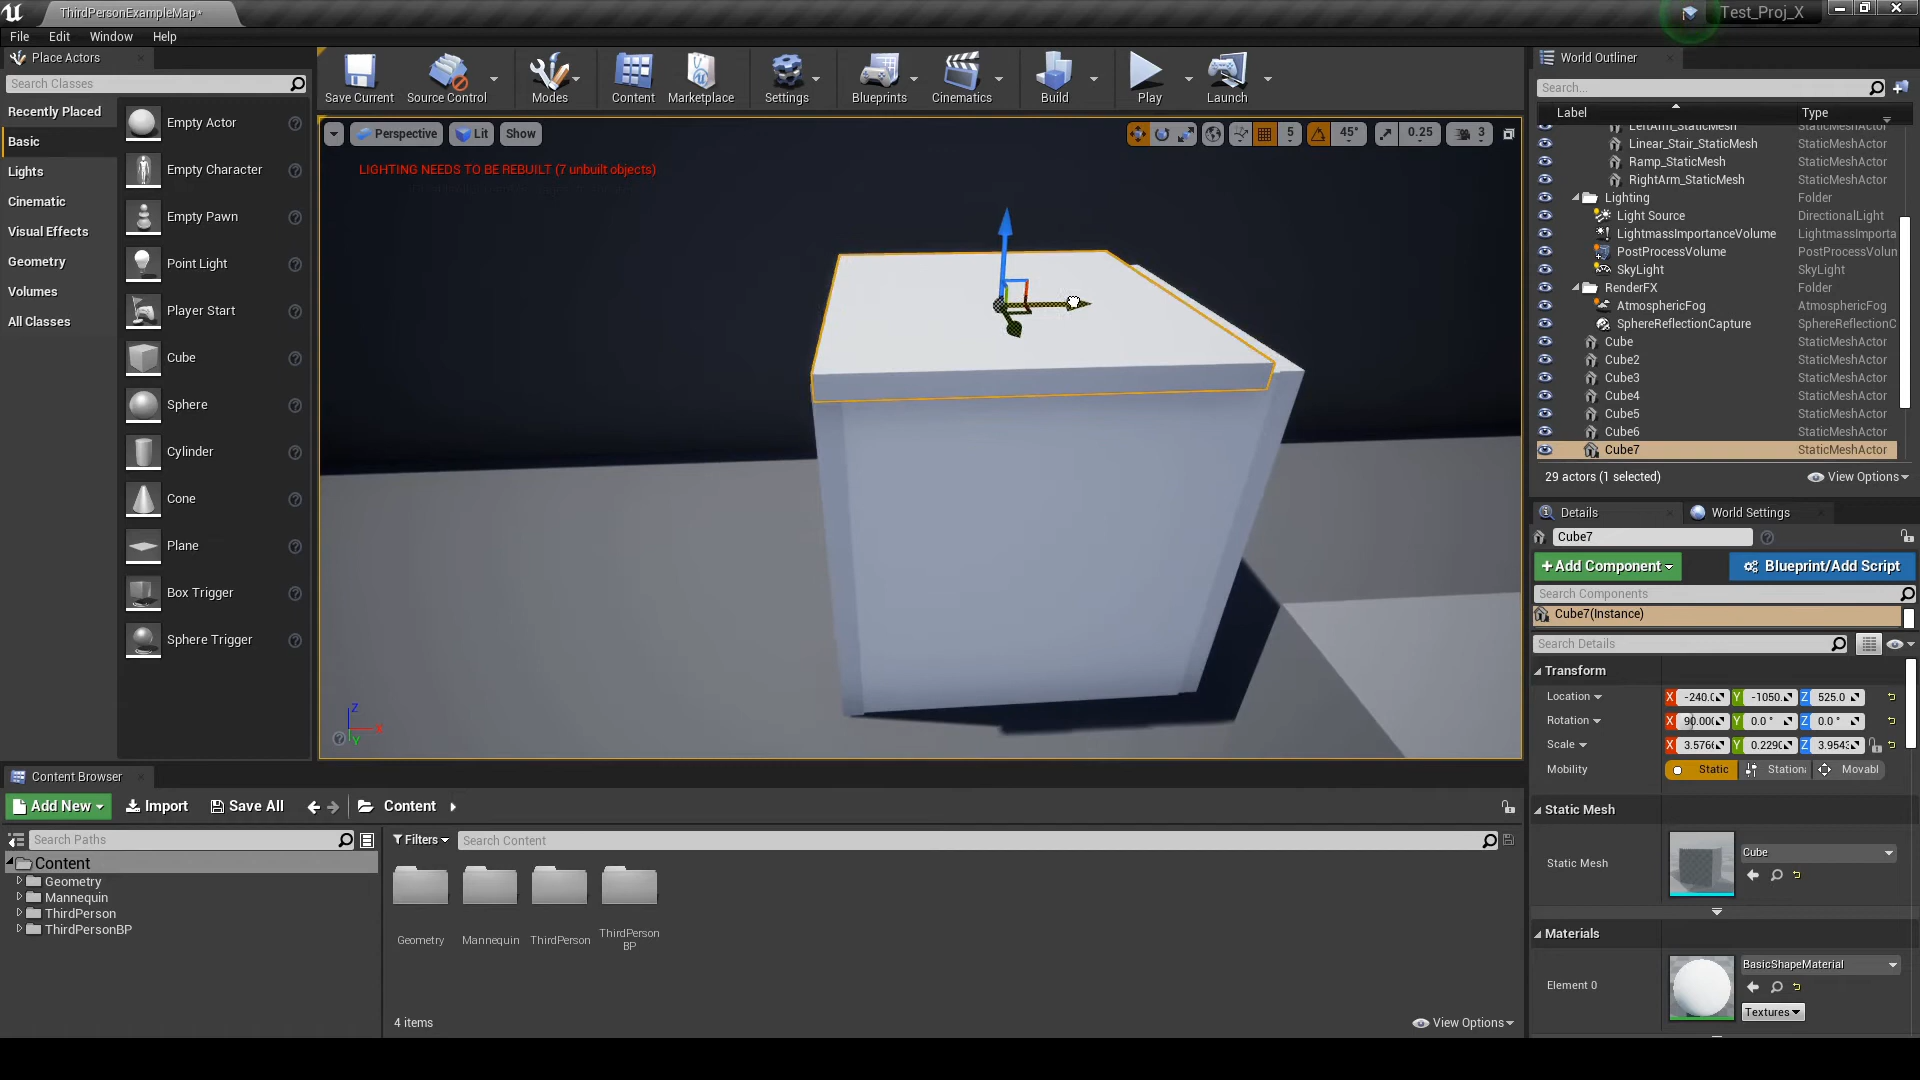 ThirdPersonExampleMap*
Test_Proj_X
File Edit Window Help
Place Actors
Search Classes
Recently Placed
Basic
Lights
Cinematic
Visual Effects
Geometry
Volumes
All Classes
Empty Actor
Empty Character
Empty Pawn
Point Light
Player Start
Cube
Sphere
Cylinder
Cone
Plane
Box Trigger
Sphere Trigger
Save Current Source Control Modes Content Marketplace Settings Blueprints Cinematics Build Play Launch
Perspective Lit Show 5 45° 0.25 3
LIGHTING NEEDS TO BE REBUILT (7 unbuilt objects)
Z
X
Y
World Outliner
Search...
Label Type
LeftArm_StaticMesh StaticMeshActor
Linear_Stair_StaticMesh StaticMeshActor
Ramp_StaticMesh StaticMeshActor
RightArm_StaticMesh StaticMeshActor
Lighting Folder
Light Source DirectionalLight
LightmassImportanceVolume LightmassImporta
PostProcessVolume PostProcessVolun
SkyLight SkyLight
RenderFX Folder
AtmosphericFog AtmosphericFog
SphereReflectionCapture SphereReflectionC
Cube StaticMeshActor
Cube2 StaticMeshActor
Cube3 StaticMeshActor
Cube4 StaticMeshActor
Cube5 StaticMeshActor
Cube6 StaticMeshActor
Cube7 StaticMeshActor
29 actors (1 selected) View Options
Details World Settings
Cube7
+Add Component Blueprint/Add Script
Search Components
Cube7(Instance)
Search Details
Transform
Location X -240.0 Y -1050. Z 525.0
Rotation X 90.000 Y 0.0 ° Z 0.0 °
Scale X 3.576 Y 0.229 Z 3.954
Mobility Static Station Movabl
Static Mesh
Static Mesh Cube
Materials
Element 0 BasicShapeMaterial
Textures
Content Browser
Add New Import Save All Content
Search Paths
Filters Search Content
Content
Geometry
Mannequin
ThirdPerson
ThirdPersonBP
Geometry Mannequin ThirdPerson ThirdPerson
BP
4 items View Options